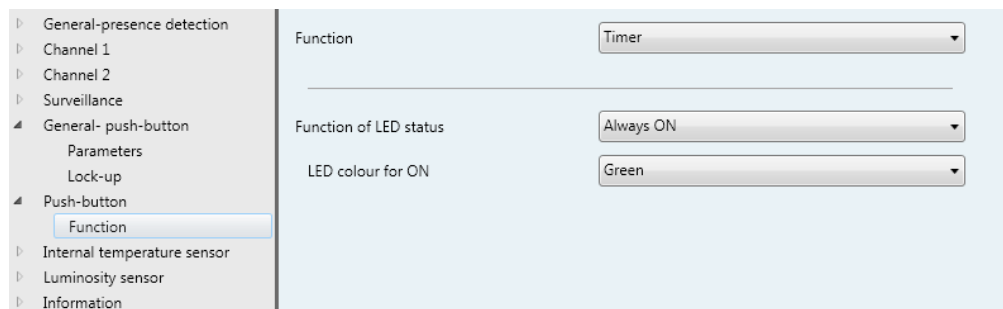 General-presence detection
Channel 1
Channel 2
Surveillance
General- push-button
Parameters
Lock-up
Push-button
Function
Internal temperature sensor
Luminosity sensor
Information
Function Timer
Function of LED status Always ON
LED colour for ON Green